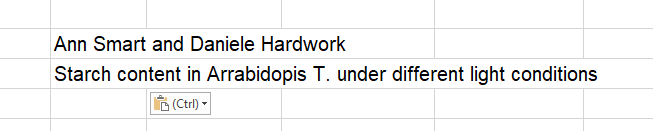 Ann Smart and Daniele Hardwork
Starch content in Arrabidopis T. under different light conditions
(Ctrl)